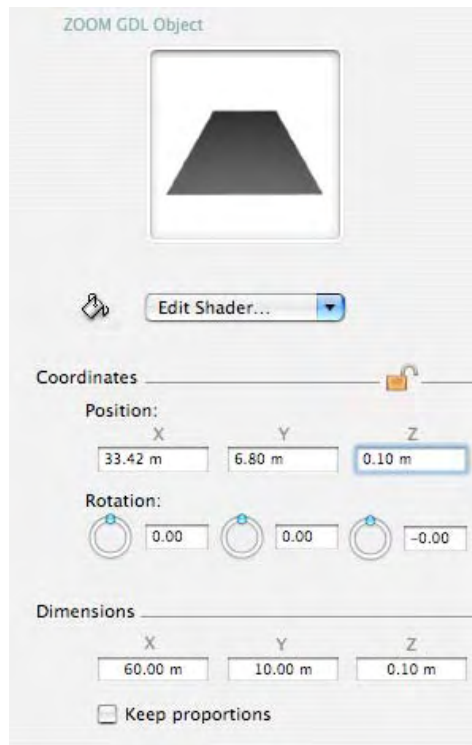 ZOOM GDL Object
Edit Shader...
Coordinates
Position:
X Y Z
33.42 m 6.80 m 0.10 m
Rotation:
0.00 0.00 -0.00
Dimensions
X Y Z
60.00 m 10.00 m 0.10 m
Keep proportions